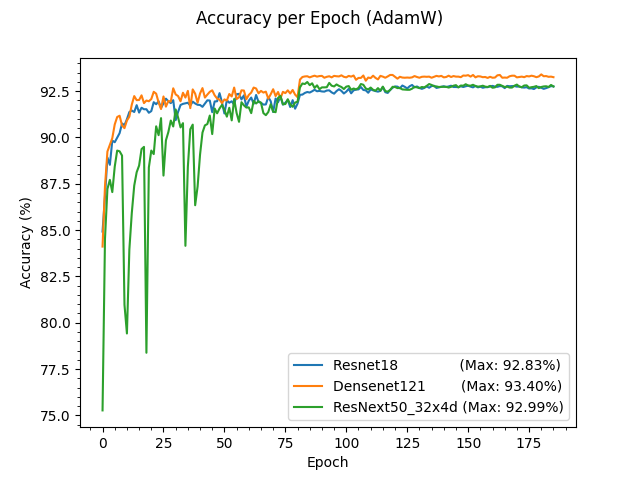 Accuracy per Epoch (AdamW)
Accuracy (%)
92.5
90.0
87.5
85.0
82.5
80.0
77.5
75.0
Resnet18 (Max: 92.83%)
Densenet121 (Max: 93.40%)
ResNext50_32x4d (Max: 92.99%)
0 25 50 75 100 125 150 175
Epoch